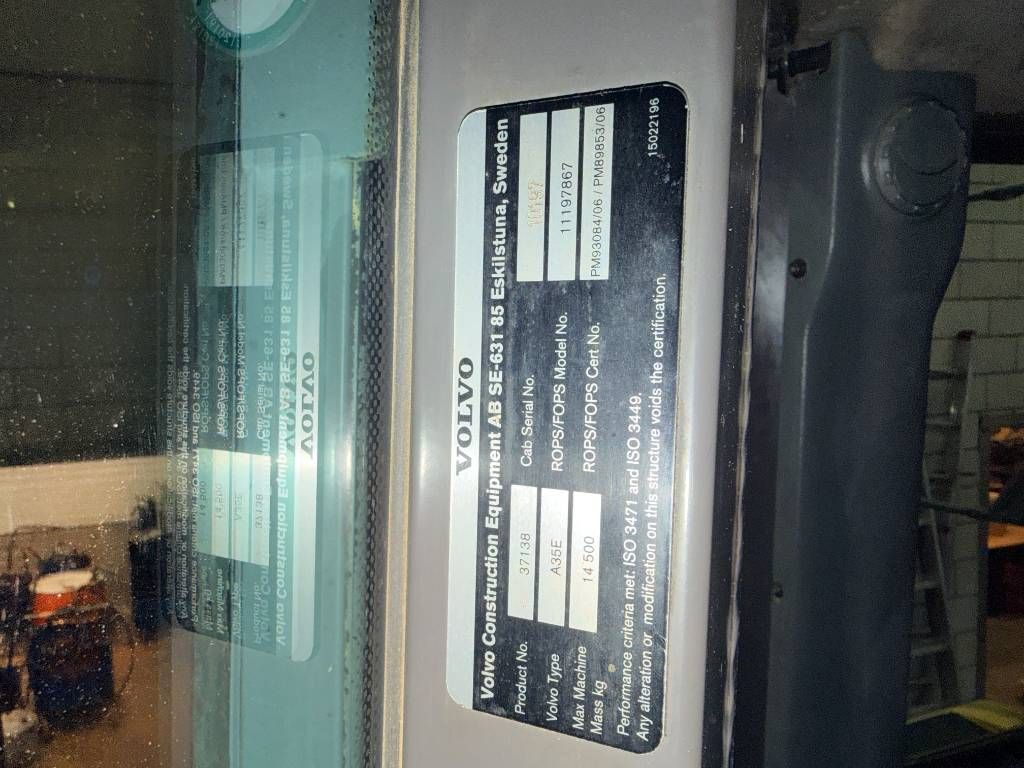 VOLVO
Volvo Construction Equipment AB SE-631 85 Eskilstuna, Sweden
Product No. 37138 Cab Serial No.
Volvo Type A35E ROPS/FOPS Model No. 11197867
Max Machine Mass kg 14 500 ROPS/FOPS Cert No. PM93084/06 / PM89853/06
Performance criteria met: ISO 3471 and ISO 3449.
Any alteration or modification on this structure voids the certification.
15022196